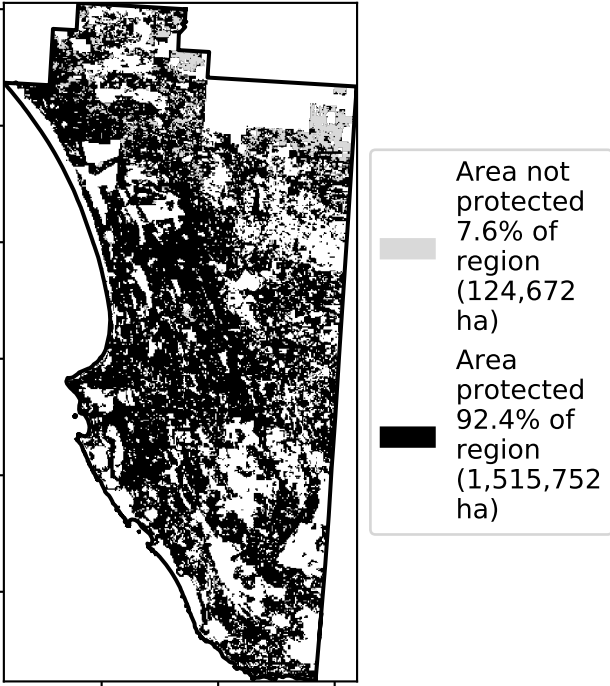 Area not
protected
7.6% of
region
(124,672
ha)
Area
protected
92.4% of
region
(1,515,752
ha)